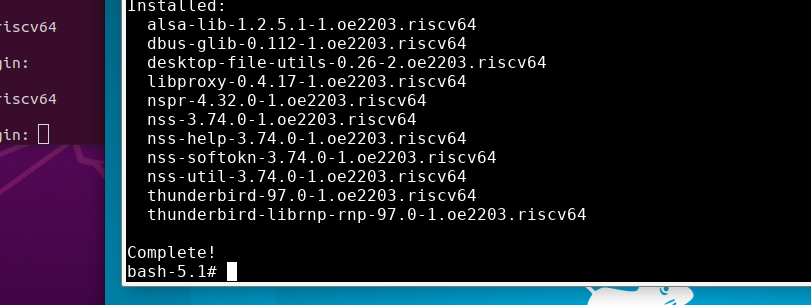 riscv64
gin:
riscv64
gin:
Installed:
alsa-lib-1.2.5.1-1.oe2203.riscv64
dbus-glib-0.112-1.oe2203.riscv64
desktop-file-utils-0.26-2.oe2203.riscv64
libproxy-0.4.17-1.oe2203.riscv64
nspr-4.32.0-1.oe2203.riscv64
nss-3.74.0-1.oe2203.riscv64
nss-help-3.74.0-1.oe2203.riscv64
nss-softokn-3.74.0-1.oe2203.riscv64
nss-util-3.74.0-1.oe2203.riscv64
thunderbird-97.0-1.oe2203.riscv64
thunderbird-librnp-rnp-97.0-1.oe2203.riscv64
Complete!
bash-5.1#